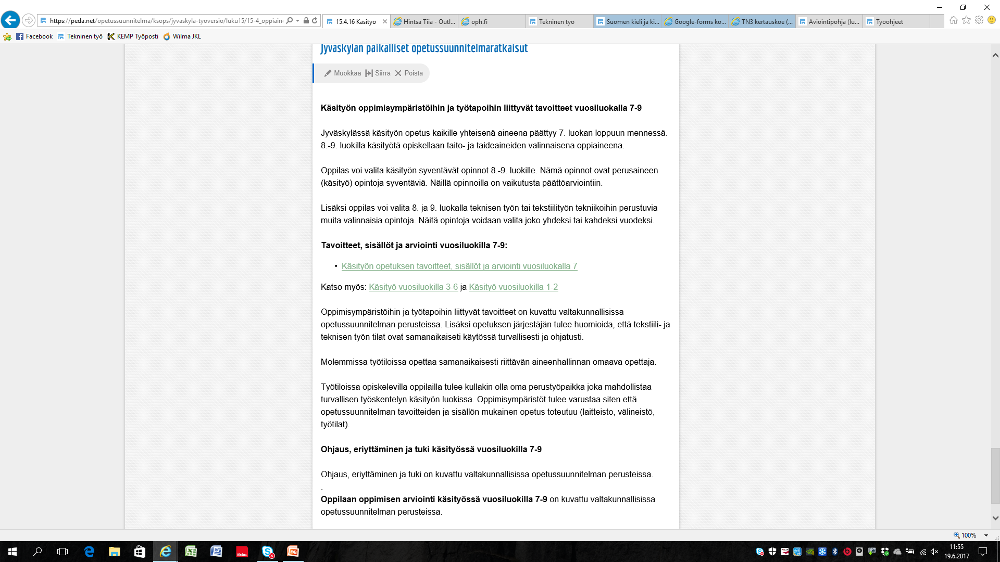 https://peda.net/opetussuunnitelma/ksops/jyvaskyla-tyoversio/luku15/15-4_oppiain
15.4.16 Käsityö
Hintsa Tiia - Outl...
oph.fi
Tekninen työ
Suomen kieli ja ki...
Google-forms ko...
TN3 kertauskoe (...
Aviointipohja (lu...
Työohjeet
Facebook
Tekninen työ
KEMP Työposti
Wilma JKL
Jyväskylän paikalliset opetussuunnitelmaratkaisut
Muokkaa Siirrä Poista
Käsityön oppimisympäristöihin ja työtapoihin liittyvät tavoitteet vuosiluokalla 7-9
Jyväskylässä käsityön opetus kaikille yhteisenä aineena päättyy 7. luokan loppuun mennessä.
8.-9. luokilla käsityötä opiskellaan taito- ja taideaineiden valinnaisena oppiaineena.
Oppilas voi valita käsityön syventävät opinnot 8.-9. luokille. Nämä opinnot ovat perusaineen
(käsityö) opintoja syventäviä. Näillä opinnoilla on vaikutusta päättöarviointiin.
Lisäksi oppilas voi valita 8. ja 9. luokalla teknisen työn tai tekstiilityön tekniikoihin perustuvia
muita valinnaisia opintoja. Näitä opintoja voidaan valita joko yhdeksi tai kahdeksi vuodeksi.
Tavoitteet, sisällöt ja arviointi vuosiluokilla 7-9:
• Käsityön opetuksen tavoitteet, sisällöt ja arviointi vuosiluokalla 7
Katso myös: Käsityö vuosiluokilla 3-6 ja Käsityö vuosiluokilla 1-2
Oppimisympäristöihin ja työtapoihin liittyvät tavoitteet on kuvattu valtakunnallisissa
opetussuunnitelman perusteissa. Lisäksi opetuksen järjestäjän tulee huomioida, että tekstiili- ja
teknisen työn tilat ovat samanaikaiseti käytössä turvallisesti ja ohjatusti.
Molemmissa työtiloissa opettaa samanaikaisesti riittävän aineenhallinnan omaava opettaja.
Työtiloissa opiskelevilla oppilailla tulee kullakin olla oma perustyöpaikka joka mahdollistaa
turvallisen työskentelyn käsityön luokissa. Oppimisympäristöt tulee varustaa siten että
opetussuunnitelman tavoitteiden ja sisällön mukainen opetus toteutuu (laitteisto, välineistö,
työtilat).
Ohjaus, eriyttäminen ja tuki käsityössä vuosiluokilla 7-9
Ohjaus, eriyttäminen ja tuki on kuvattu valtakunnallisissa opetussuunnitelman perusteissa.
.
Oppilaan oppimisen arviointi käsityössä vuosiluokilla 7-9 on kuvattu valtakunnallisissa
opetussuunnitelman perusteissa.
100%
ifolor.
11:55
19.6.2017